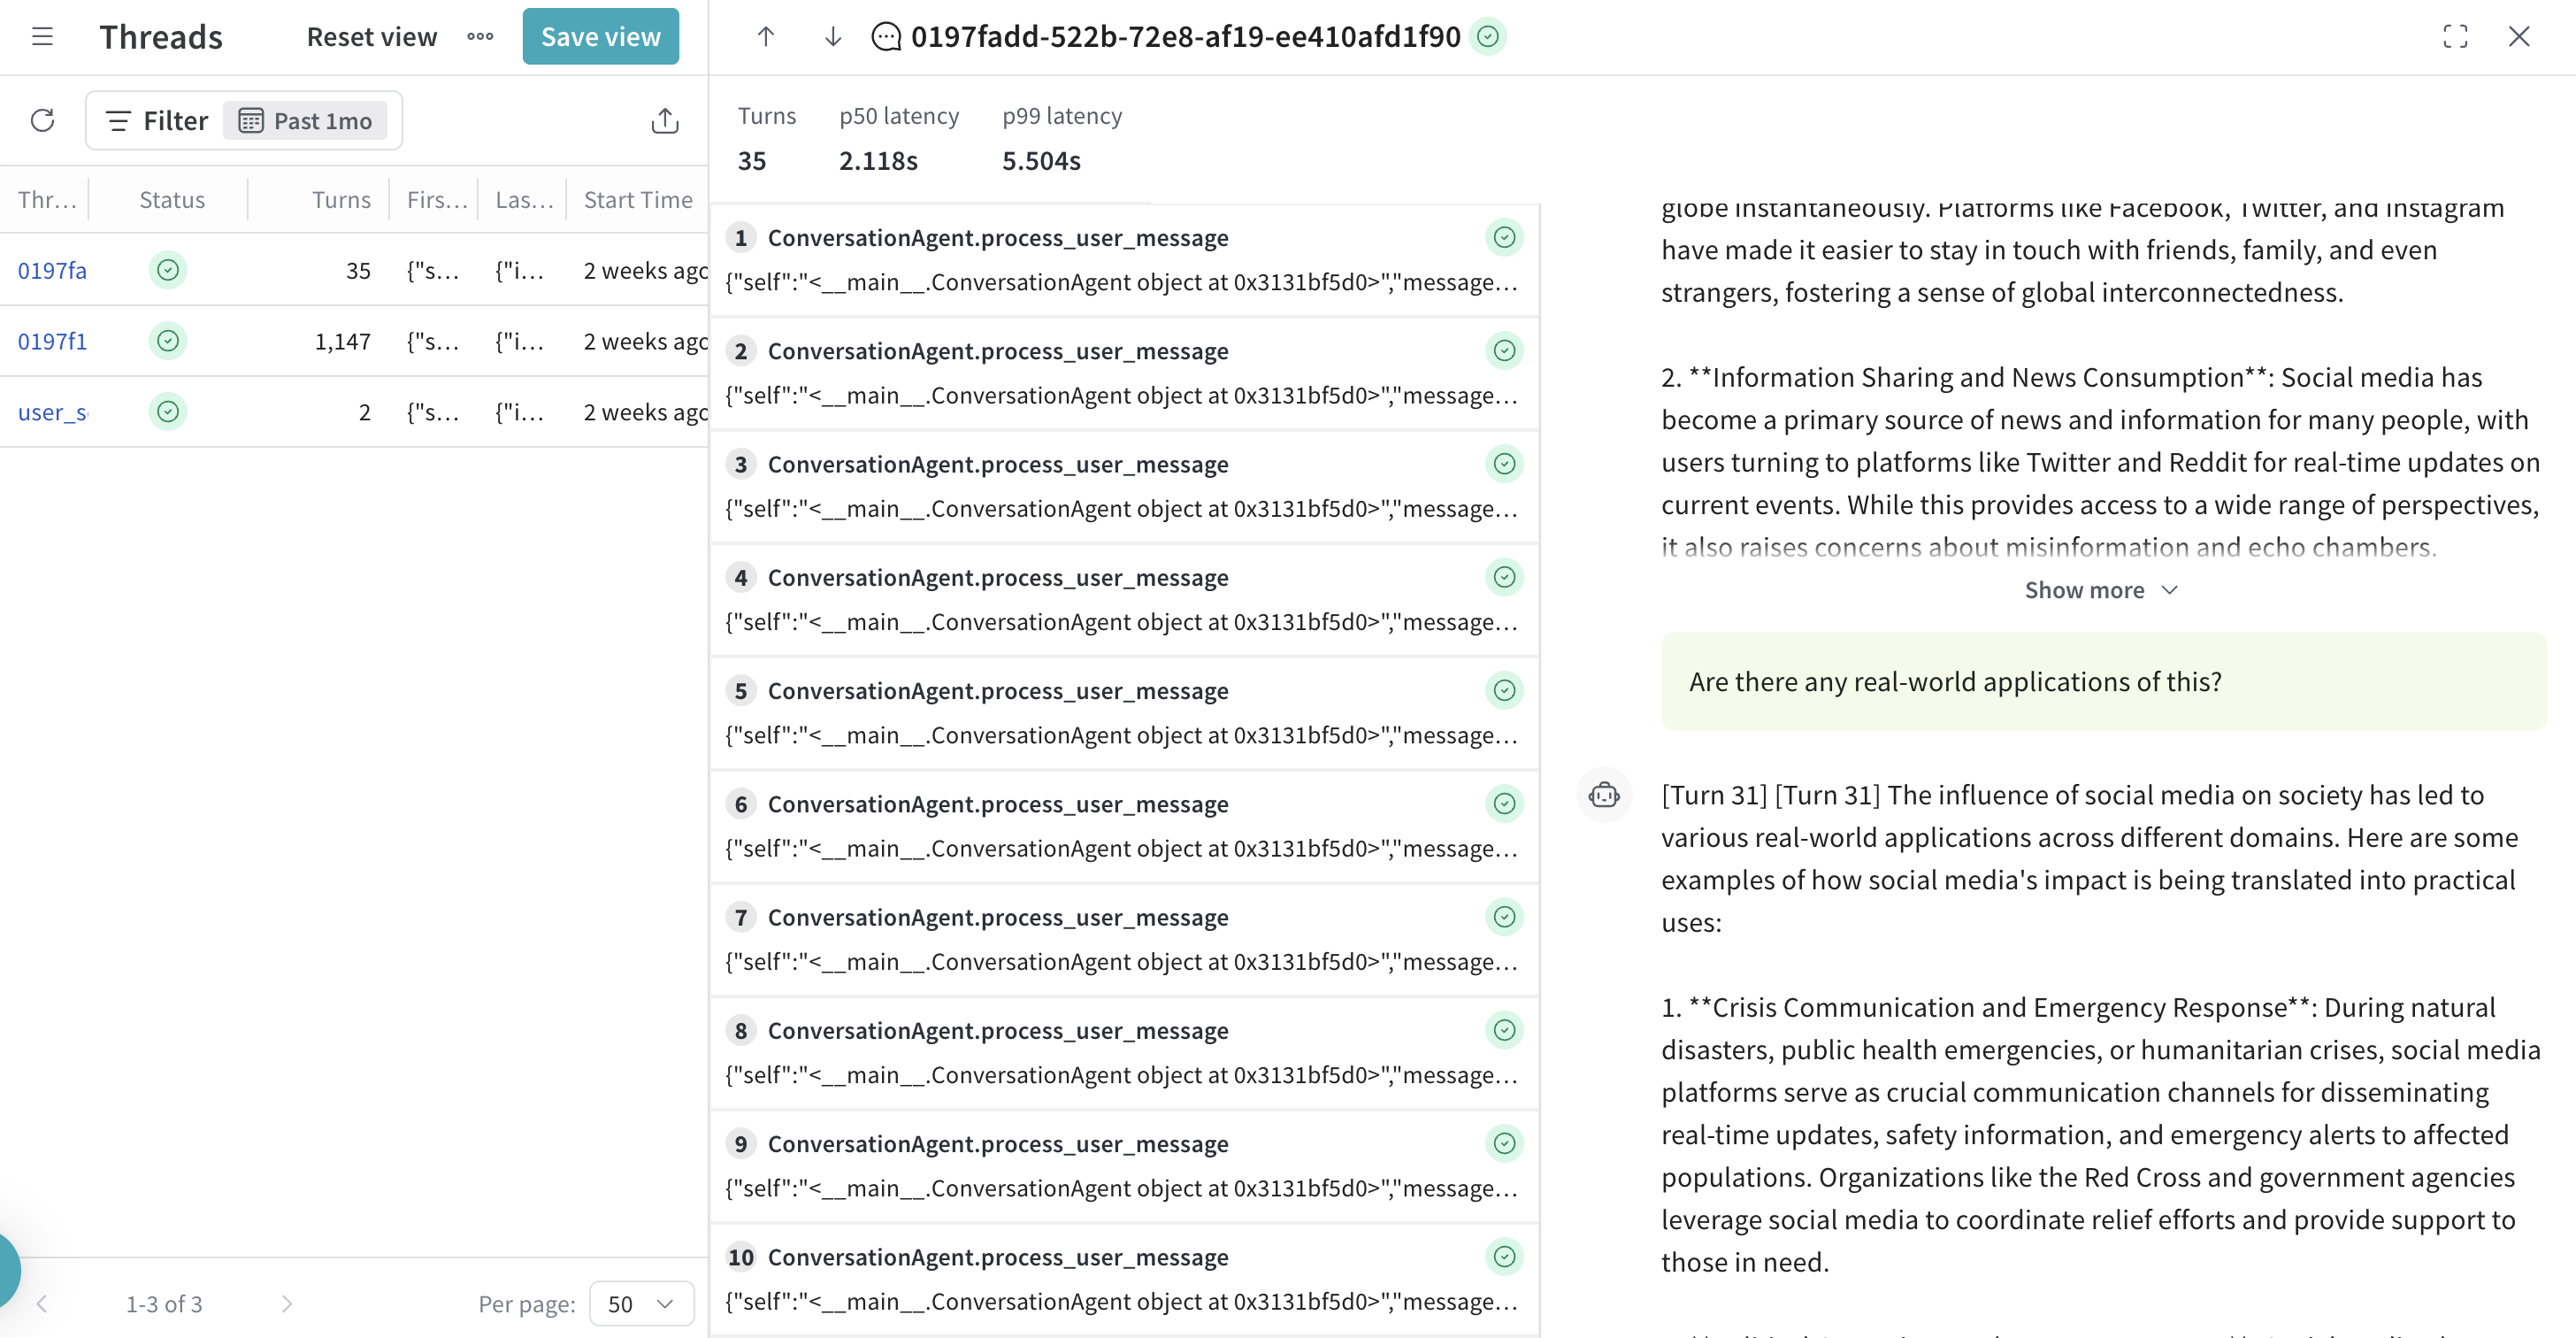 Threads
Reset view
Save view
Filter
Past 1mo
Thr...
Status
Turns
Firs...
Las...
Start Time
0197fa
35
{"s...
{"i...
2 weeks ago
0197f1
1,147
{"s...
{"i...
2 weeks ago
user_s
2
{"s...
{"i...
2 weeks ago
1-3 of 3
Per page:
50
0197fadd-522b-72e8-af19-ee410afd1f90
Turns
p50 latency
p99 latency
35
2.118s
5.504s
1 ConversationAgent.process_user_message
{"self":"<__main__.ConversationAgent object at 0x3131bf5d0>","message...
2 ConversationAgent.process_user_message
{"self":"<__main__.ConversationAgent object at 0x3131bf5d0>","message...
3 ConversationAgent.process_user_message
{"self":"<__main__.ConversationAgent object at 0x3131bf5d0>","message...
4 ConversationAgent.process_user_message
{"self":"<__main__.ConversationAgent object at 0x3131bf5d0>","message...
5 ConversationAgent.process_user_message
{"self":"<__main__.ConversationAgent object at 0x3131bf5d0>","message...
6 ConversationAgent.process_user_message
{"self":"<__main__.ConversationAgent object at 0x3131bf5d0>","message...
7 ConversationAgent.process_user_message
{"self":"<__main__.ConversationAgent object at 0x3131bf5d0>","message...
8 ConversationAgent.process_user_message
{"self":"<__main__.ConversationAgent object at 0x3131bf5d0>","message...
9 ConversationAgent.process_user_message
{"self":"<__main__.ConversationAgent object at 0x3131bf5d0>","message...
10 ConversationAgent.process_user_message
{"self":"<__main__.ConversationAgent object at 0x3131bf5d0>","message...
globe instantaneously. Platforms like Facebook, Twitter, and Instagram
have made it easier to stay in touch with friends, family, and even
strangers, fostering a sense of global interconnectedness.
2. **Information Sharing and News Consumption**: Social media has
become a primary source of news and information for many people, with
users turning to platforms like Twitter and Reddit for real-time updates on
current events. While this provides access to a wide range of perspectives,
it also raises concerns about misinformation and echo chambers.
Show more
Are there any real-world applications of this?
[Turn 31] [Turn 31] The influence of social media on society has led to
various real-world applications across different domains. Here are some
examples of how social media's impact is being translated into practical
uses:
1. **Crisis Communication and Emergency Response**: During natural
disasters, public health emergencies, or humanitarian crises, social media
platforms serve as crucial communication channels for disseminating
real-time updates, safety information, and emergency alerts to affected
populations. Organizations like the Red Cross and government agencies
leverage social media to coordinate relief efforts and provide support to
those in need.